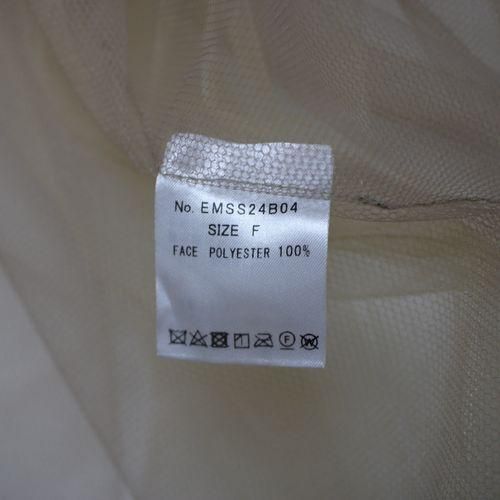 No. EMSS24B04
SIZE F
FACE POLYESTER 100%